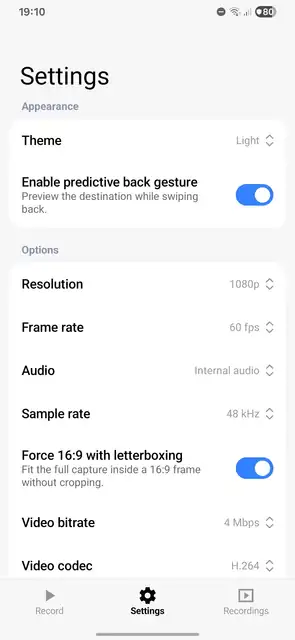 19:10
80
Settings
Appearance
Theme
Light
Enable predictive back gesture
Preview the destination while swiping
back.
Options
Resolution
1080p
Frame rate
60 fps
Audio
Internal audio
Sample rate
48 kHz
Force 16:9 with letterboxing
Fit the full capture inside a 16:9 frame
without cropping.
Video bitrate
4 Mbps
Video codec
H.264
Record
Settings
Recordings